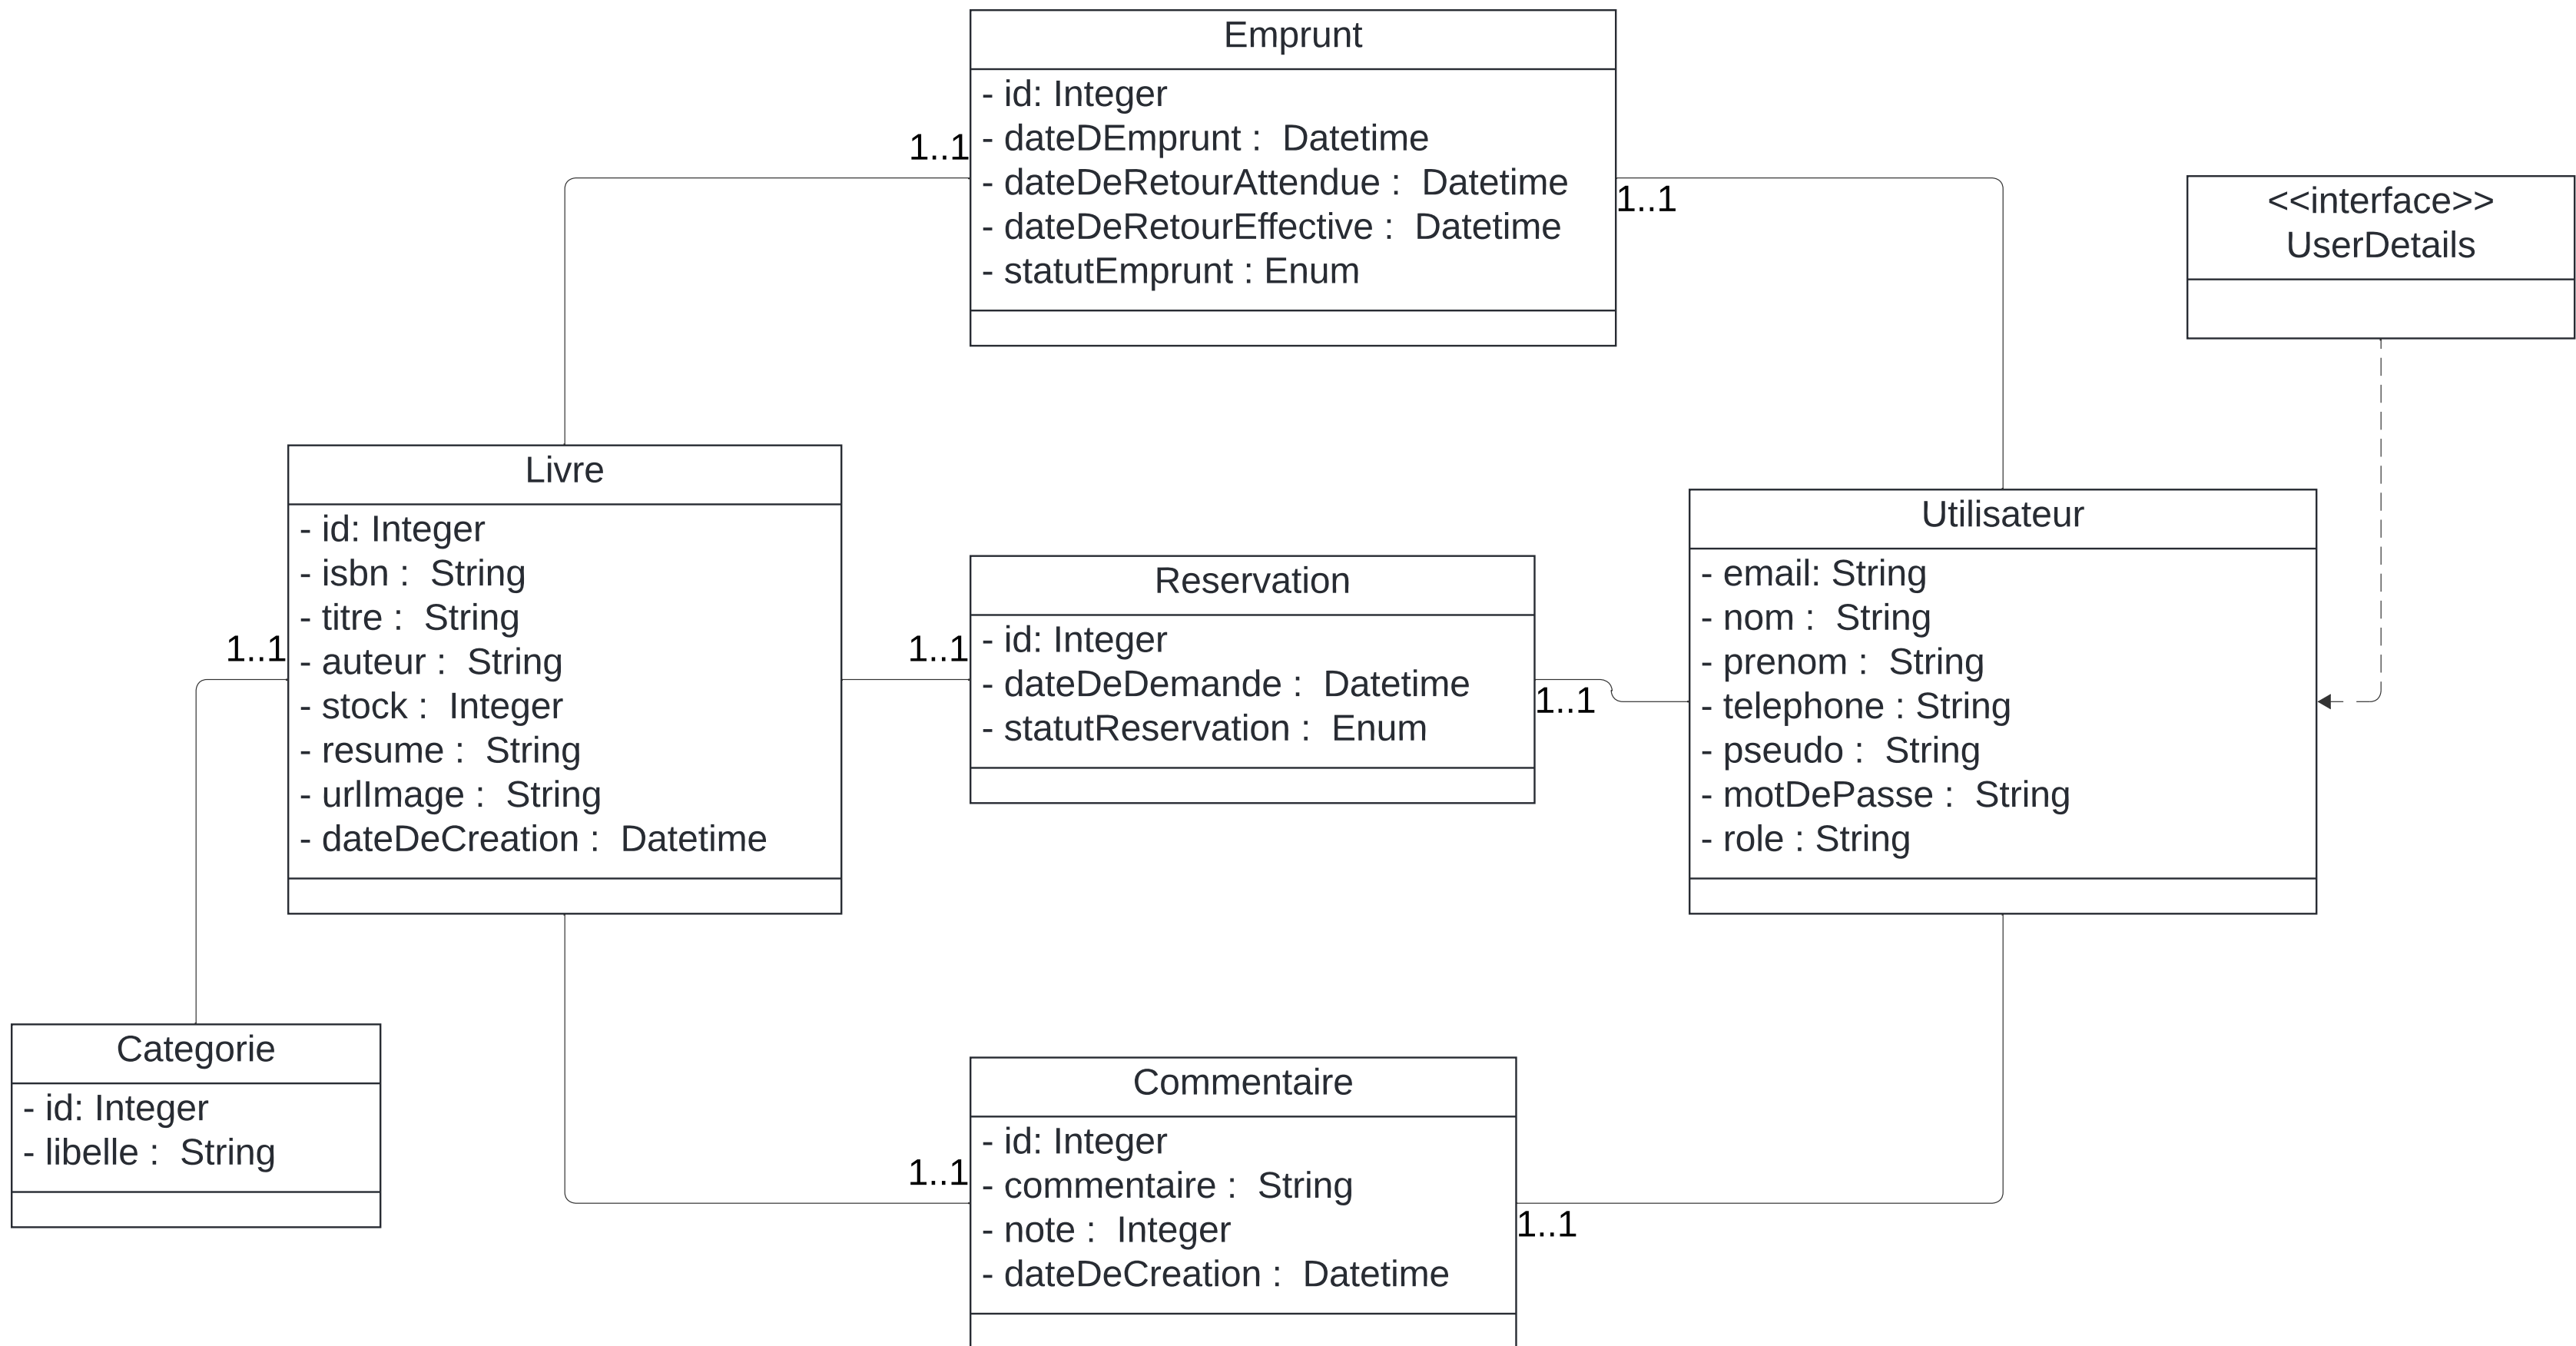 Emprunt
- id: Integer
- dateDEmprunt :  Datetime
- dateDeRetourAttendue :  Datetime
- dateDeRetourEffective :  Datetime
- statutEmprunt : Enum
1..1
1..1
<<interface>>
UserDetails
Livre
- id: Integer
- isbn :  String
- titre :  String
- auteur :  String
- stock :  Integer
- resume :  String
- urlImage :  String
- dateDeCreation :  Datetime
1..1
Reservation
- id: Integer
- dateDeDemande :  Datetime
- statutReservation :  Enum
1..1
1..1
Utilisateur
- email: String
- nom :  String
- prenom :  String
- telephone : String
- pseudo :  String
- motDePasse :  String
- role : String
Categorie
- id: Integer
- libelle :  String
Commentaire
- id: Integer
- commentaire :  String
- note :  Integer
- dateDeCreation :  Datetime
1..1
1..1